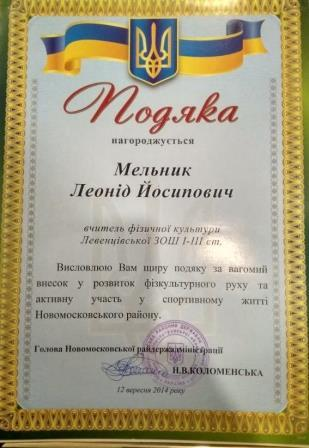 Подяка
нагороджується
Мельник
Леонід Йосипович
вчитель фізичної культури
Левенцівської ЗОШ І-ІІІ ст.
Висловлюю Вам щиру подяку за вагомий
внесок у розвиток фізкультурного руху та
активну участь у спортивному житті
Новомосковського району.
Голова Новомосковської райдержадміністрації
Н.В.КОЛОМЕНСЬКА
12 вересня 2014 року